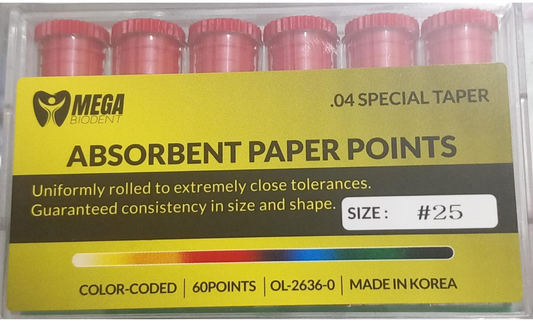 MEGA
BIODENT
.04 SPECIAL TAPER
ABSORBENT PAPER POINTS
Uniformly rolled to extremely close tolerances.
Guaranteed consistency in size and shape.
SIZE : #25
COLOR-CODED | 60POINTS | OL-2636-0 | MADE IN KOREA